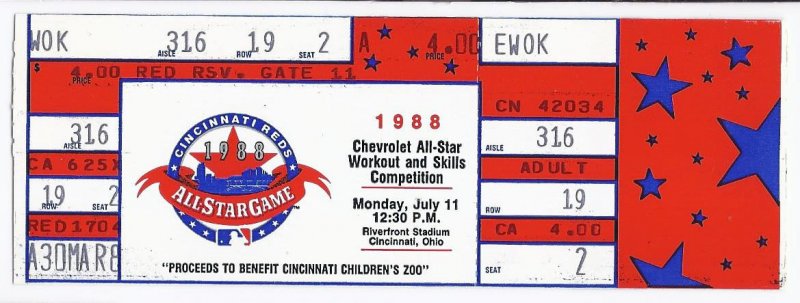 WOK 316 19 2 A 4.00 EWOK
AISLE ROW SEAT PRICE
$ 4.00 RED RSV. GATE 11
PRICE
CN 42034
316
AISLE
CA 625X
19 2
ROW SEAT
RED1704
A30MAR8
CINCINNATI REDS
1988
ALL-STAR GAME
1988
Chevrolet All-Star
Workout and Skills
Competition
Monday, July 11
12:30 P.M.
Riverfront Stadium
Cincinnati, Ohio
"PROCEEDS TO BENEFIT CINCINNATI CHILDREN'S ZOO"
316
AISLE
ADULT
19
ROW
CA 4.00
2
SEAT